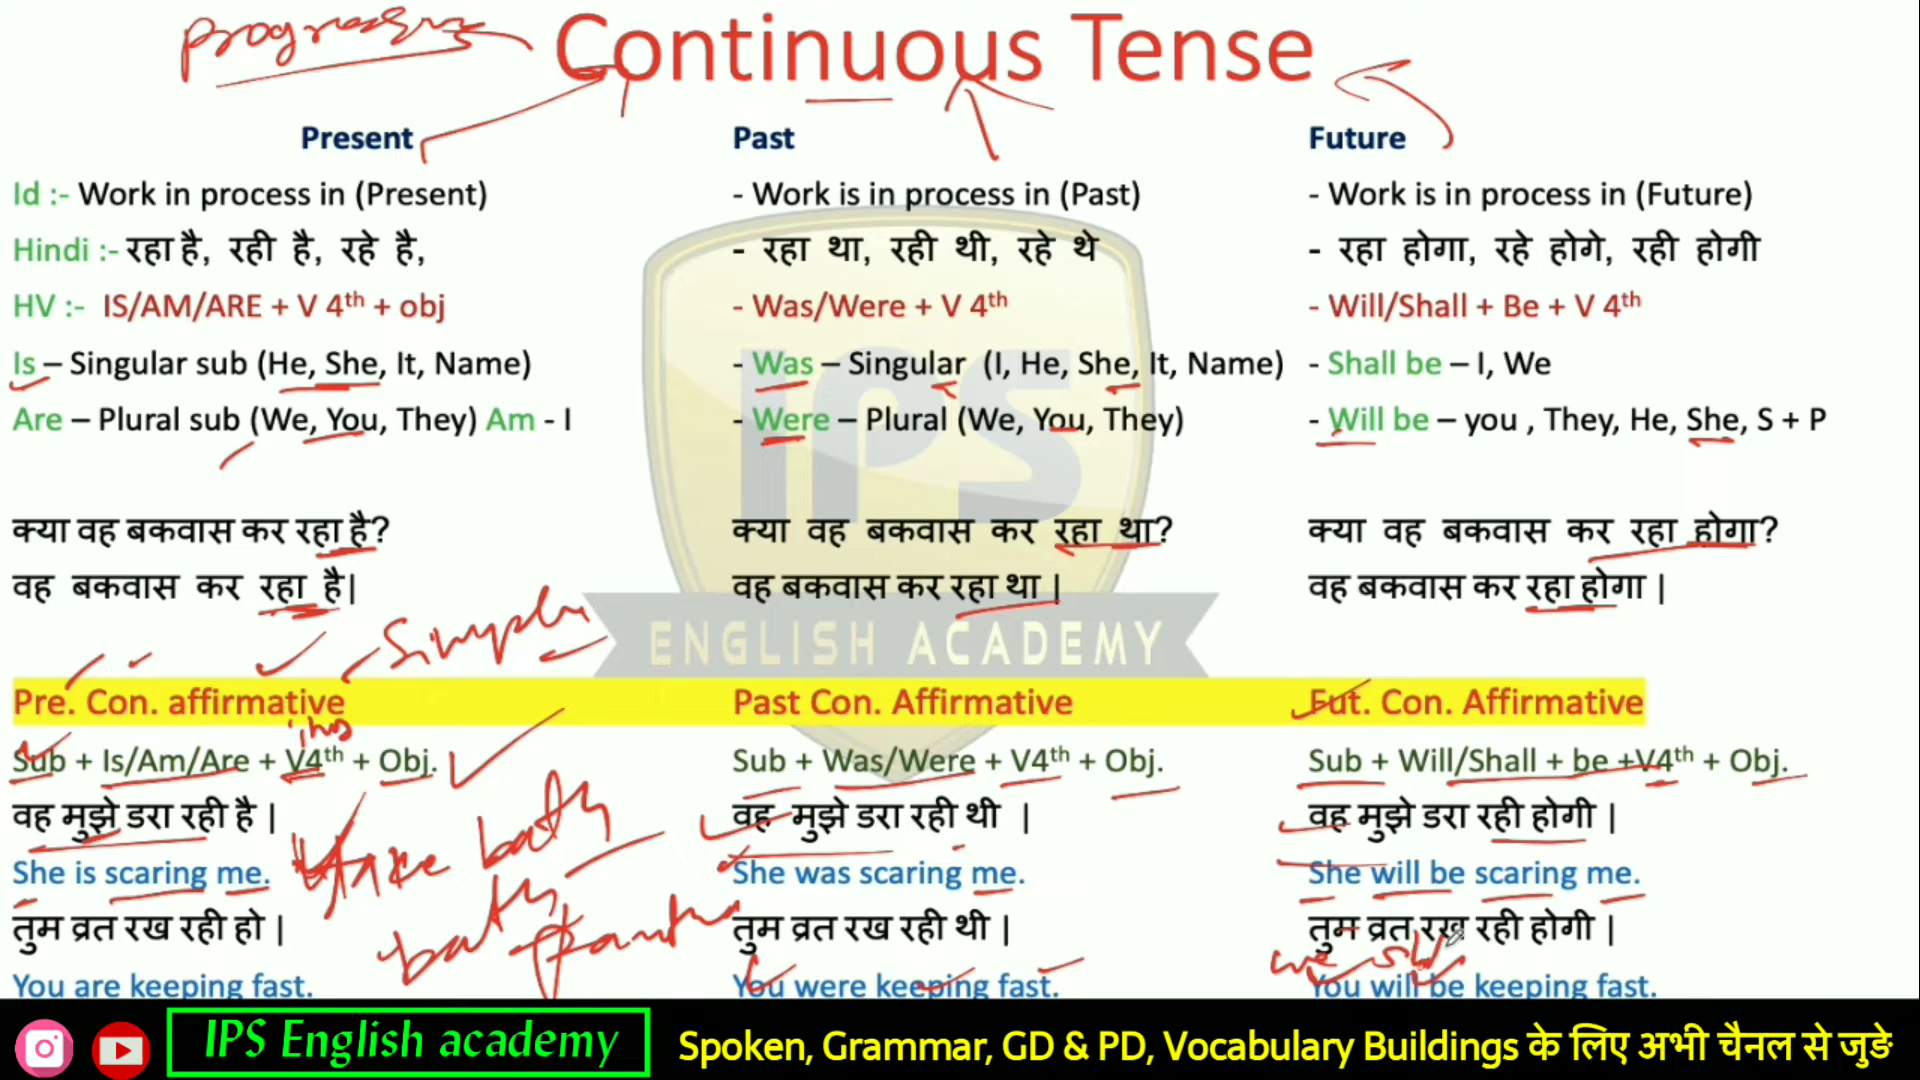 progressive
Continuous Tense
Present
Past
Future
Id :- Work in process in (Present)
- Work is in process in (Past)
- Work is in process in (Future)
Hindi :- रहा है, रही है, रहे है,
- रहा था, रही थी, रहे थे
- रहा होगा, रहे होगे, रही होगी
HV :- IS/AM/ARE + V 4th + obj
- Was/Were + V 4th
- Will/Shall + Be + V 4th
Is – Singular sub (He, She, It, Name)
- Was – Singular (I, He, She, It, Name)
- Shall be – I, We
Are – Plural sub (We, You, They) Am - I
- Were – Plural (We, You, They)
- Will be – you , They, He, She, S + P
IPS
क्या वह बकवास कर रहा है?
क्या वह बकवास कर रहा था?
क्या वह बकवास कर रहा होगा?
वह बकवास कर रहा है|
वह बकवास कर रहा था |
वह बकवास कर रहा होगा |
ENGLISH ACADEMY
Simple
Pre. Con. affirmative
Past Con. Affirmative
Fut. Con. Affirmative
Sub + Is/Am/Are + V4th + Obj.
Sub + Was/Were + V4th + Obj.
Sub + Will/Shall + be +V4th + Obj.
वह मुझे डरा रही है |
वह मुझे डरा रही थी |
वह मुझे डरा रही होगी |
take bath
She is scaring me.
She was scaring me.
She will be scaring me.
bath
तुम व्रत रख रही हो |
तुम व्रत रख रही थी |
तुम व्रत रख रही होगी |
we
You are keeping fast.
You were keeping fast.
You will be keeping fast.
IPS English academy
Spoken, Grammar, GD & PD, Vocabulary Buildings के लिए अभी चैनल से जुङे